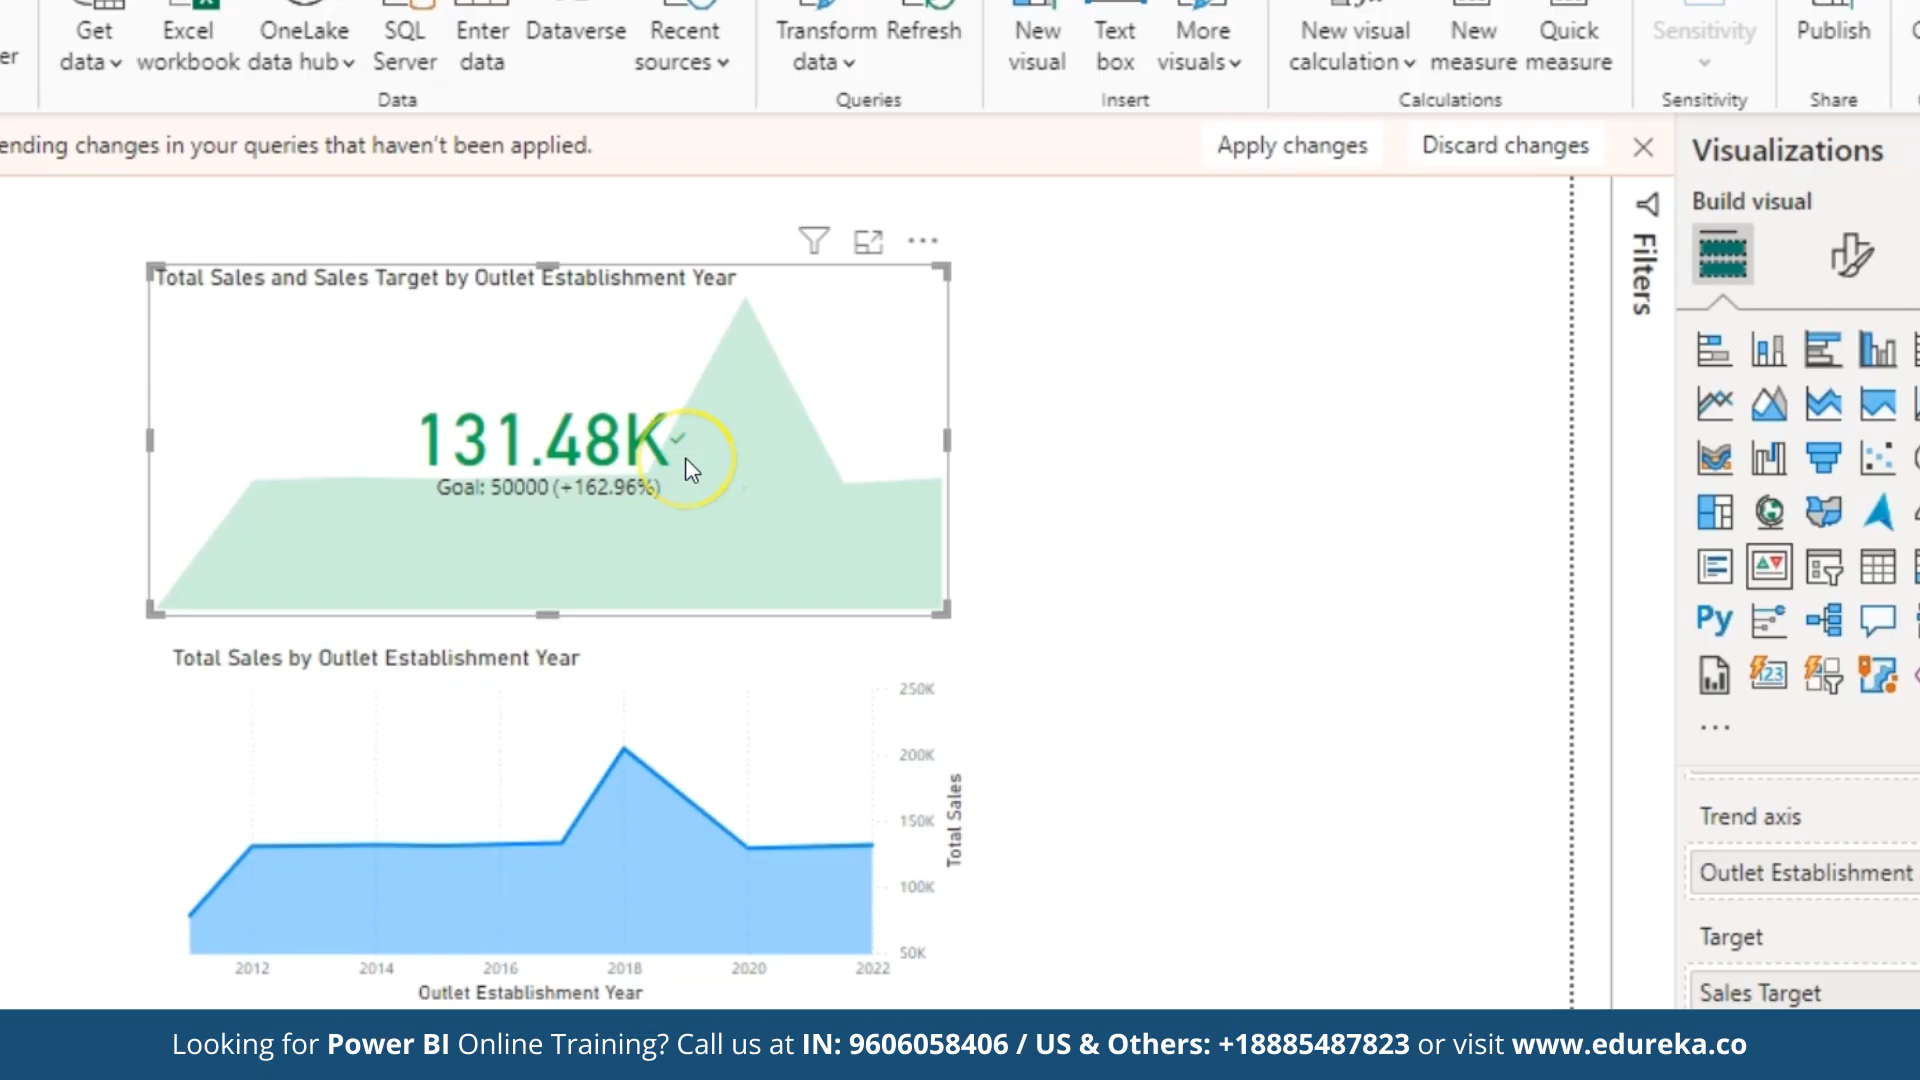 Get data
Excel workbook
OneLake data hub
SQL Server
Enter data
Dataverse
Recent sources
Transform data
Refresh
New visual
Text box
More visuals
New visual calculation
New measure
Quick measure
Sensitivity
Publish
Data
Queries
Insert
Calculations
Sensitivity
Share
ending changes in your queries that haven't been applied.
Apply changes
Discard changes
Visualizations
Build visual
Filters
Total Sales and Sales Target by Outlet Establishment Year
131.48K
Goal: 50000 (+162.96%)
Total Sales by Outlet Establishment Year
250K
200K
150K
100K
50K
Total Sales
2012 2014 2016 2018 2020 2022
Outlet Establishment Year
Py
123
Trend axis
Outlet Establishment
Target
Sales Target
Looking for Power BI Online Training? Call us at IN: 9606058406 / US & Others: +18885487823 or visit www.edureka.co